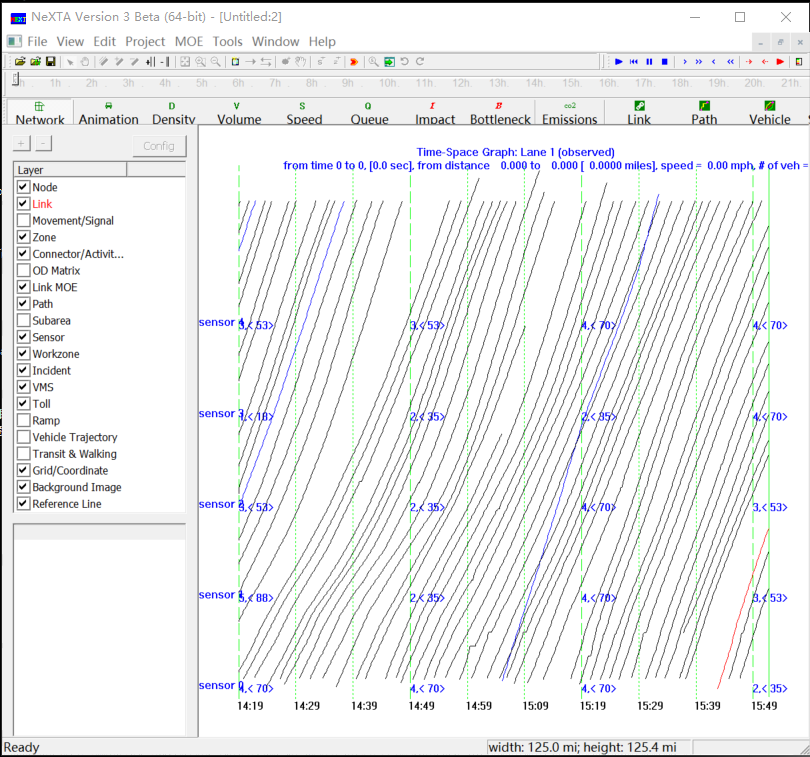 NeXTA Version 3 Beta (64-bit) - [Untitled:2]
File View Edit Project MOE Tools Window Help
1h 2h 3h 4h 5h 6h 7h 8h 9h 10h 11h 12h 13h 14h 15h 16h 17h 18h 19h 20h 21h
D V S Q I B co2
Network Animation Density Volume Speed Queue Impact Bottleneck Emissions Link Path Vehicle
+ - Config
Layer
Node
Link
Movement/Signal
Zone
Connector/Activit...
OD Matrix
Link MOE
Path
Subarea
Sensor
Workzone
Incident
VMS
Toll
Ramp
Vehicle Trajectory
Transit & Walking
Grid/Coordinate
Background Image
Reference Line
Time-Space Graph: Lane 1 (observed)
from time 0 to 0, [0.0 sec], from distance 0.000 to 0.000 [ 0.0000 miles], speed = 0.00 mph, # of veh =
sensor 4 3,< 53> 3,< 53> 4,< 70> 4,< 70>
sensor 3 1,< 18> 2,< 35> 2,< 35> 4,< 70>
sensor 2 3,< 53> 2,< 35> 4,< 70> 3,< 53>
sensor 1 5,< 88> 2,< 35> 4,< 70> 3,< 53>
sensor 0 4,< 70> 4,< 70> 4,< 70> 2,< 35>
14:19 14:29 14:39 14:49 14:59 15:09 15:19 15:29 15:39 15:49
Ready width: 125.0 mi; height: 125.4 mi